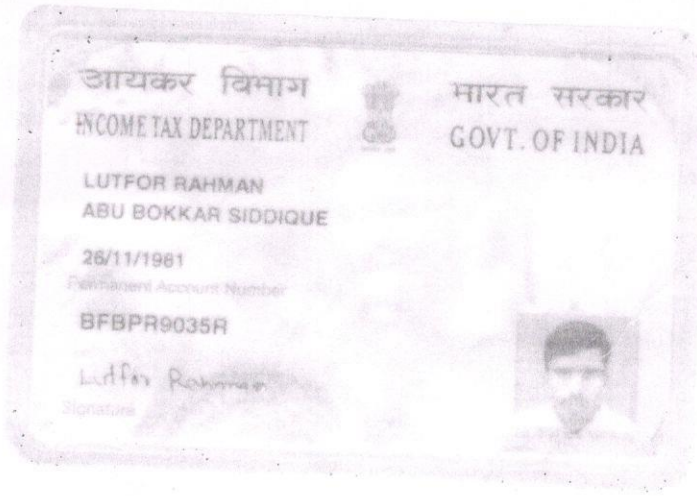 आयकर विभाग
भारत सरकार
INCOME TAX DEPARTMENT
GOVT. OF INDIA
LUTFOR RAHMAN
ABU BOKKAR SIDDIQUE
26/11/1981
Permanent Account Number
BFBPR9035R
Lutfor Rahman
Signature